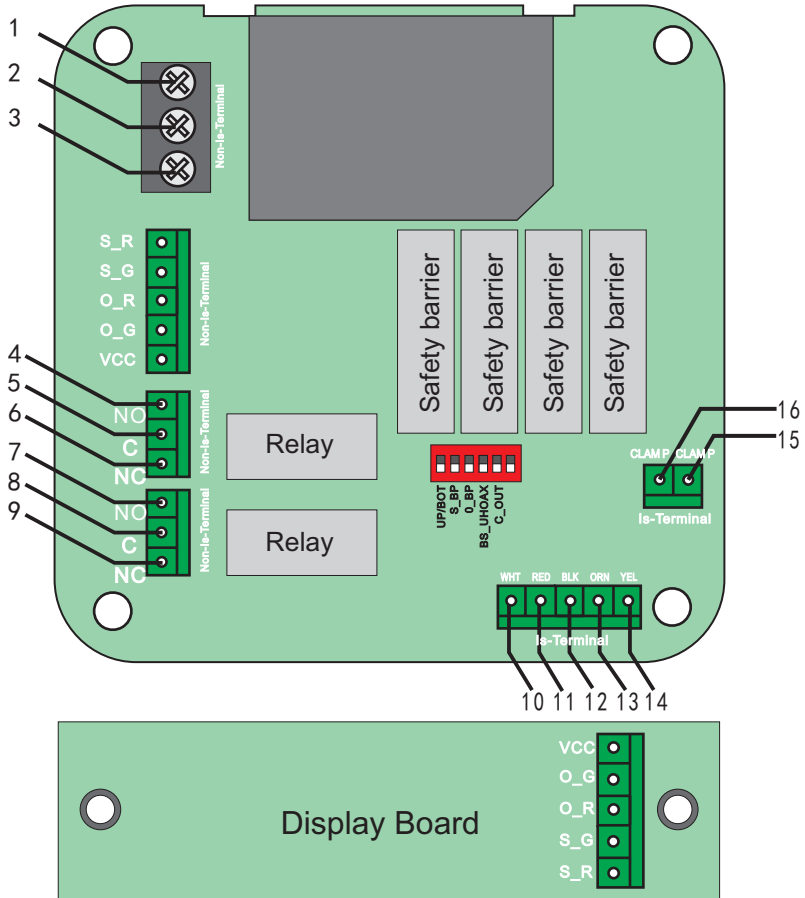 1
2
3
Non-Is-Terminal
S_R
S_G
O_R
O_G
VCC
Non-Is-Terminal
Safety barrier
Safety barrier
Safety barrier
Safety barrier
4
5
6
NO
C
NC
Non-Is-Terminal
Relay
7
8
9
NO
C
NC
Non-Is-Terminal
Relay
UP/BOT
S_BP
0_BP
BS_UHOAX
C_OUT
16
15
CLAM P CLAM P
Is-Terminal
WHT RED BLK ORN YEL
Is-Terminal
10 11 12 13 14
Display Board
VCC
O_G
O_R
S_G
S_R